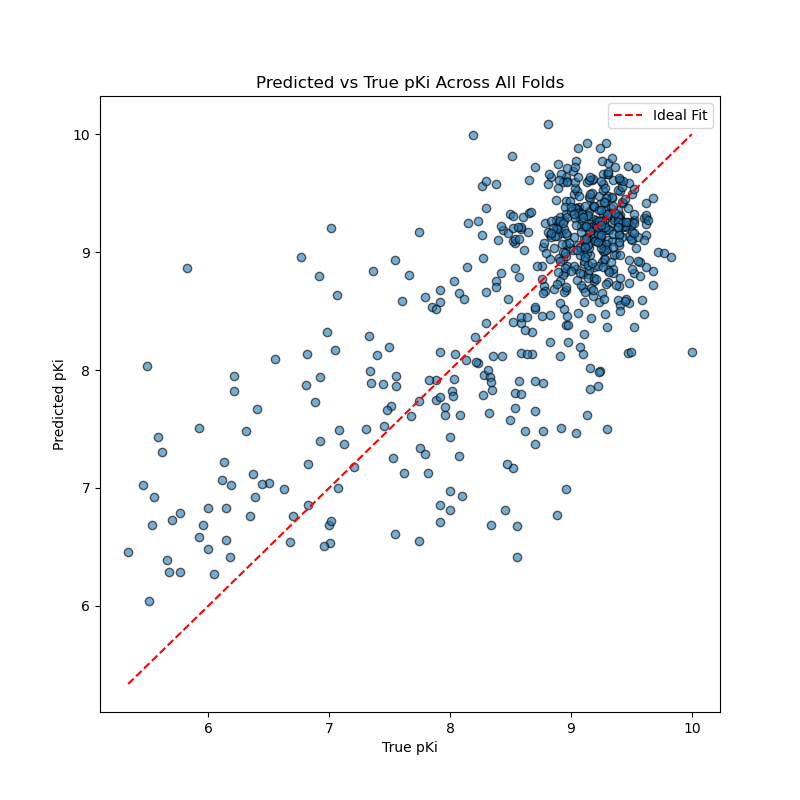 Predicted vs True pKi Across All Folds
Ideal Fit
10
9
8
7
6
Predicted pKi
6 7 8 9 10
True pKi